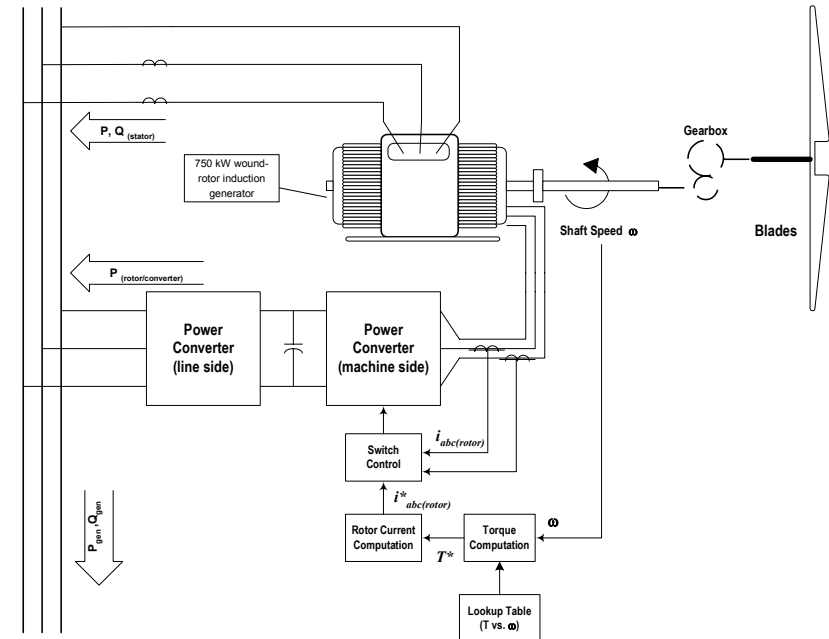 P, Q (stator)
750 kW wound-
rotor induction
generator
Gearbox
Shaft Speed ω
Blades
P (rotor/converter)
Power
Converter
(line side)
Power
Converter
(machine side)
i abc(rotor)
Switch
Control
i* abc(rotor)
P gen , Q gen
Rotor Current
Computation
T*
Torque
Computation
ω
Lookup Table
(T vs. ω)